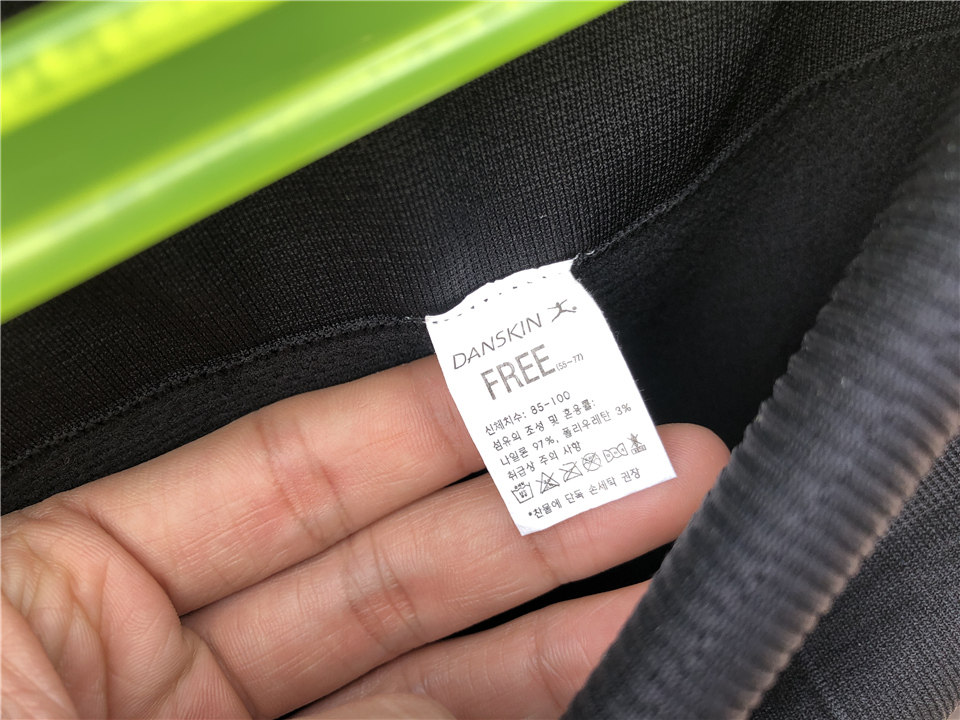 DANSKIN
FREE(55-77)
신체치수: 85-100
섬유의 조성 및 혼용률:
나일론 97%, 폴리우레탄 3%
취급상 주의 사항
*찬물에 단독 손세탁 권장